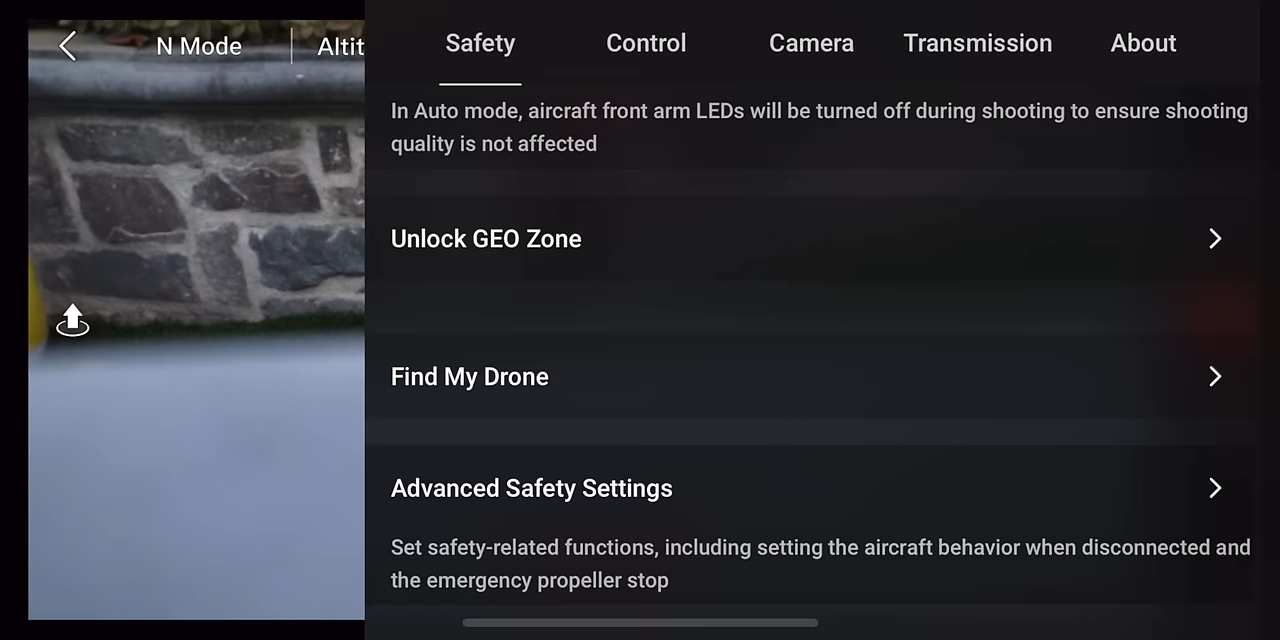 N Mode
Altit
Safety
Control
Camera
Transmission
About
In Auto mode, aircraft front arm LEDs will be turned off during shooting to ensure shooting
quality is not affected
Unlock GEO Zone
Find My Drone
Advanced Safety Settings
Set safety-related functions, including setting the aircraft behavior when disconnected and
the emergency propeller stop